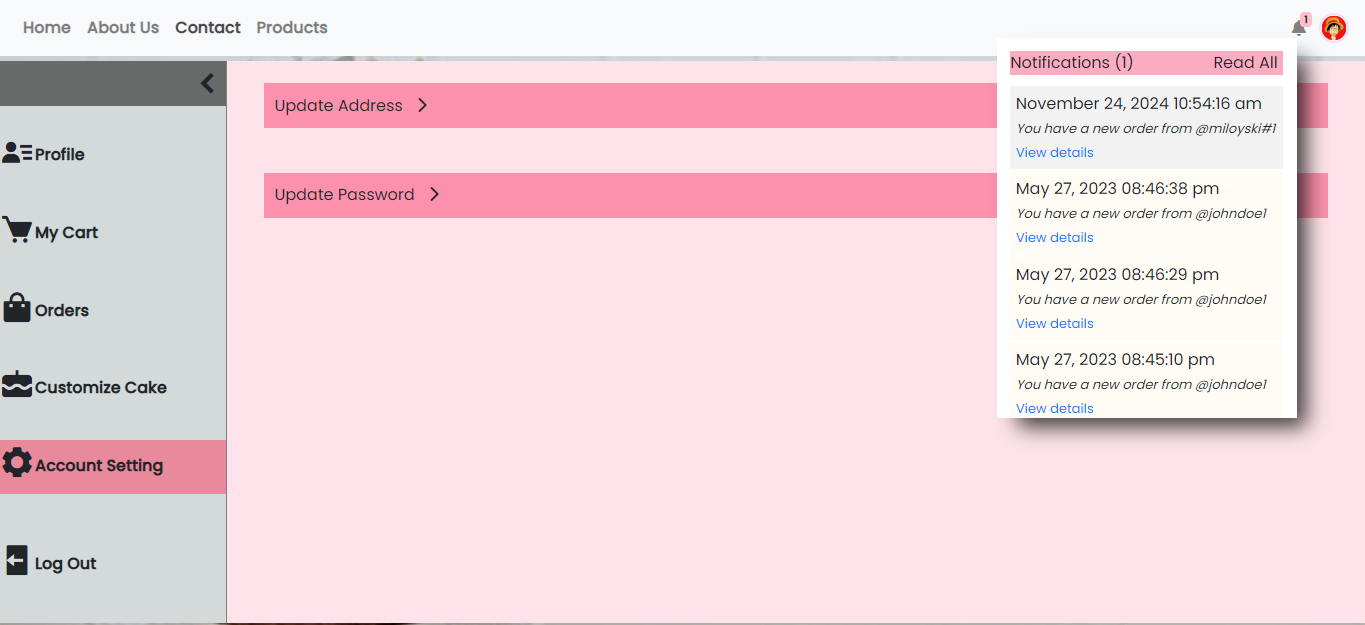 Home About Us Contact Products 1
Notifications (1) Read All
November 24, 2024 10:54:16 am
You have a new order from @miloyski#1
View details
May 27, 2023 08:46:38 pm
You have a new order from @johndoe1
View details
May 27, 2023 08:46:29 pm
You have a new order from @johndoe1
View details
May 27, 2023 08:45:10 pm
You have a new order from @johndoe1
View details
Profile
My Cart
Orders
Customize Cake
Account Setting
Log Out
Update Address
Update Password